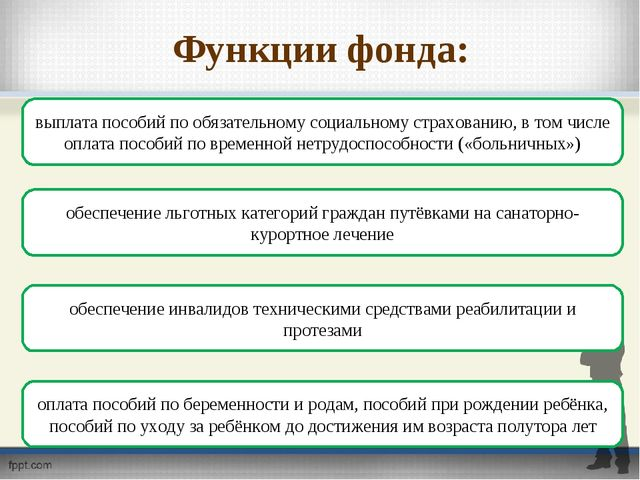 Функции фонда:
выплата пособий по обязательному социальному страхованию, в том числе
оплата пособий по временной нетрудоспособности («больничных»)
обеспечение льготных категорий граждан путёвками на санаторно-
курортное лечение
обеспечение инвалидов техническими средствами реабилитации и
протезами
оплата пособий по беременности и родам, пособий при рождении ребёнка,
пособий по уходу за ребёнком до достижения им возраста полутора лет
fppt.com